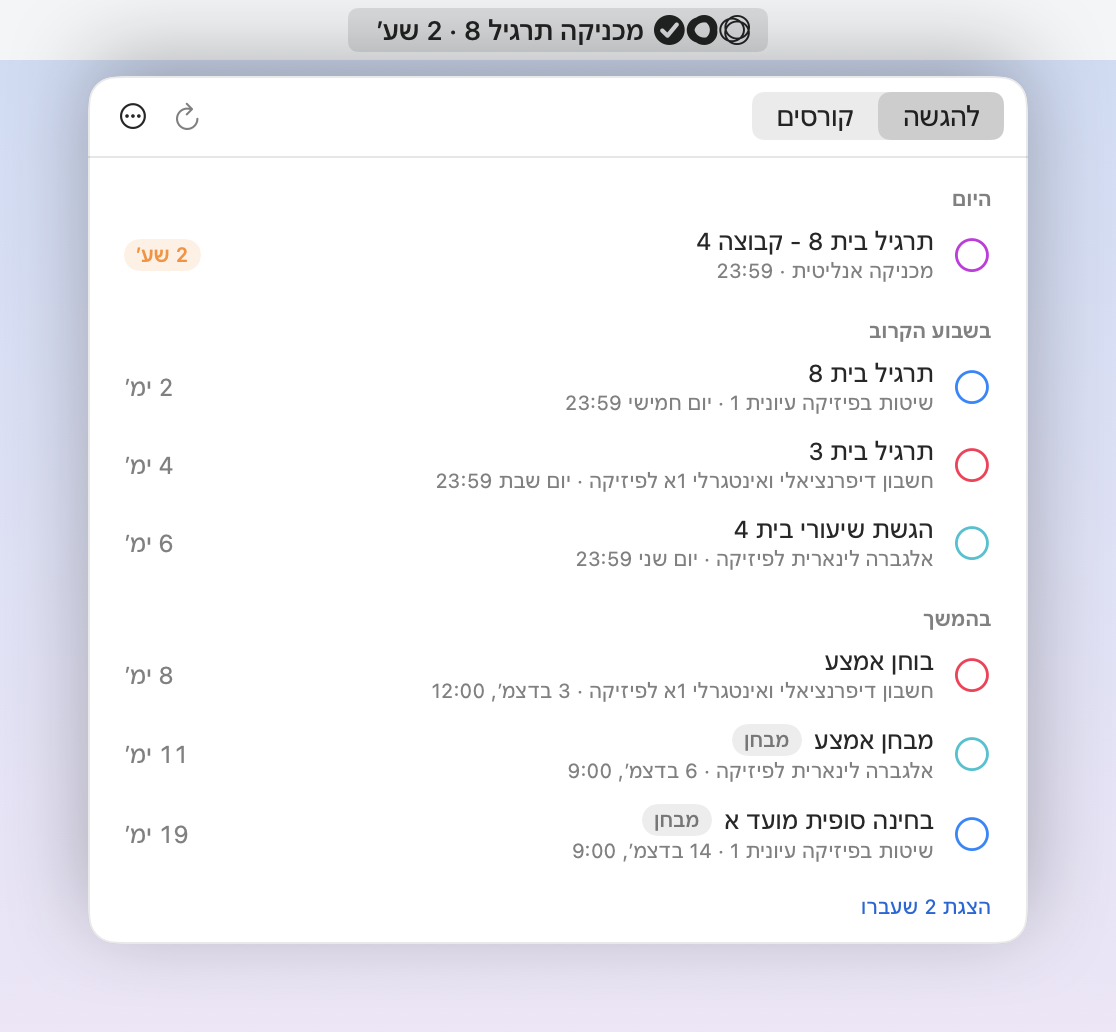 מכניקה תרגיל 8 · 2 שע׳
להגשה
קורסים
היום
תרגיל בית 8 - קבוצה 4
מכניקה אנליטית · 23:59
2 שע׳
בשבוע הקרוב
תרגיל בית 8
שיטות בפיזיקה עיונית 1 · יום חמישי 23:59
2 ימ׳
תרגיל בית 3
חשבון דיפרנציאלי ואינטגרלי 1א לפיזיקה · יום שבת 23:59
4 ימ׳
הגשת שיעורי בית 4
אלגברה לינארית לפיזיקה · יום שני 23:59
6 ימ׳
בהמשך
בוחן אמצע
חשבון דיפרנציאלי ואינטגרלי 1א לפיזיקה · 3 בדצמ׳, 12:00
8 ימ׳
מבחן אמצע מבחן
אלגברה לינארית לפיזיקה · 6 בדצמ׳, 9:00
11 ימ׳
בחינה סופית מועד א מבחן
שיטות בפיזיקה עיונית 1 · 14 בדצמ׳, 9:00
19 ימ׳
הצגת 2 שעברו